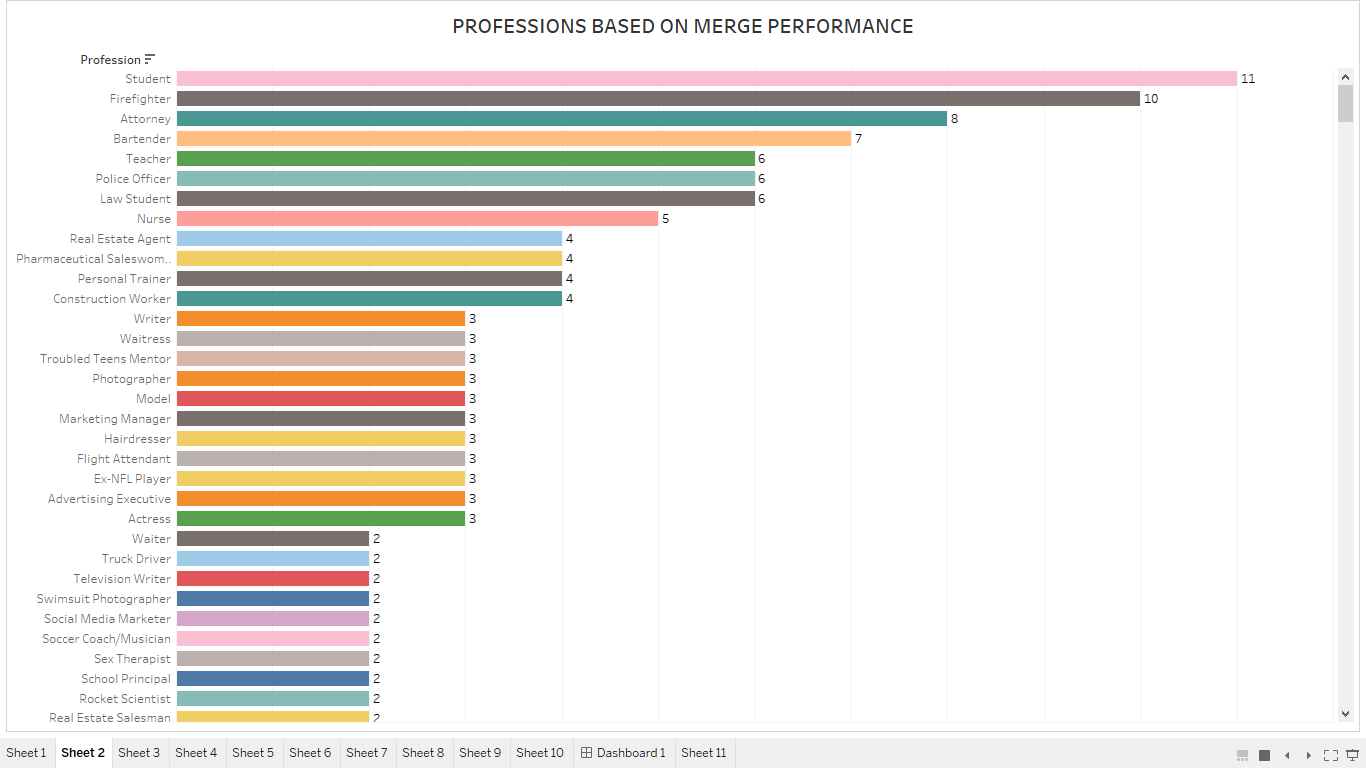 PROFESSIONS BASED ON MERGE PERFORMANCE
Profession
Student 11
Firefighter 10
Attorney 8
Bartender 7
Teacher 6
Police Officer 6
Law Student 6
Nurse 5
Real Estate Agent 4
Pharmaceutical Saleswom.. 4
Personal Trainer 4
Construction Worker 4
Writer 3
Waitress 3
Troubled Teens Mentor 3
Photographer 3
Model 3
Marketing Manager 3
Hairdresser 3
Flight Attendant 3
Ex-NFL Player 3
Advertising Executive 3
Actress 3
Waiter 2
Truck Driver 2
Television Writer 2
Swimsuit Photographer 2
Social Media Marketer 2
Soccer Coach/Musician 2
Sex Therapist 2
School Principal 2
Rocket Scientist 2
Real Estate Salesman 2
Sheet 1 Sheet 2 Sheet 3 Sheet 4 Sheet 5 Sheet 6 Sheet 7 Sheet 8 Sheet 9 Sheet 10 Dashboard 1 Sheet 11